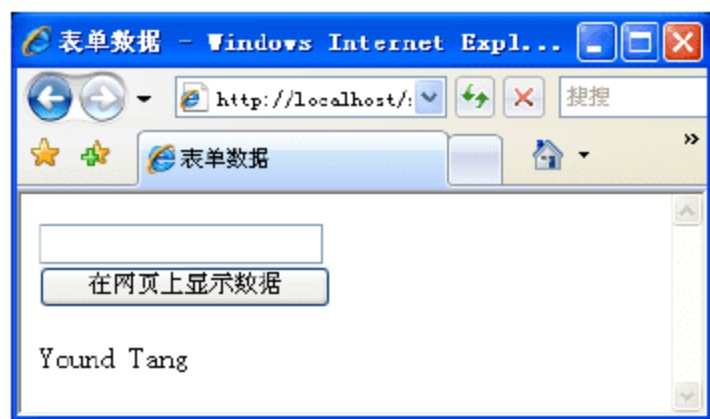 表单数据 - Windows Internet Expl...
http://localhost/:
搜搜
表单数据
»
在网页上显示数据
Yound Tang